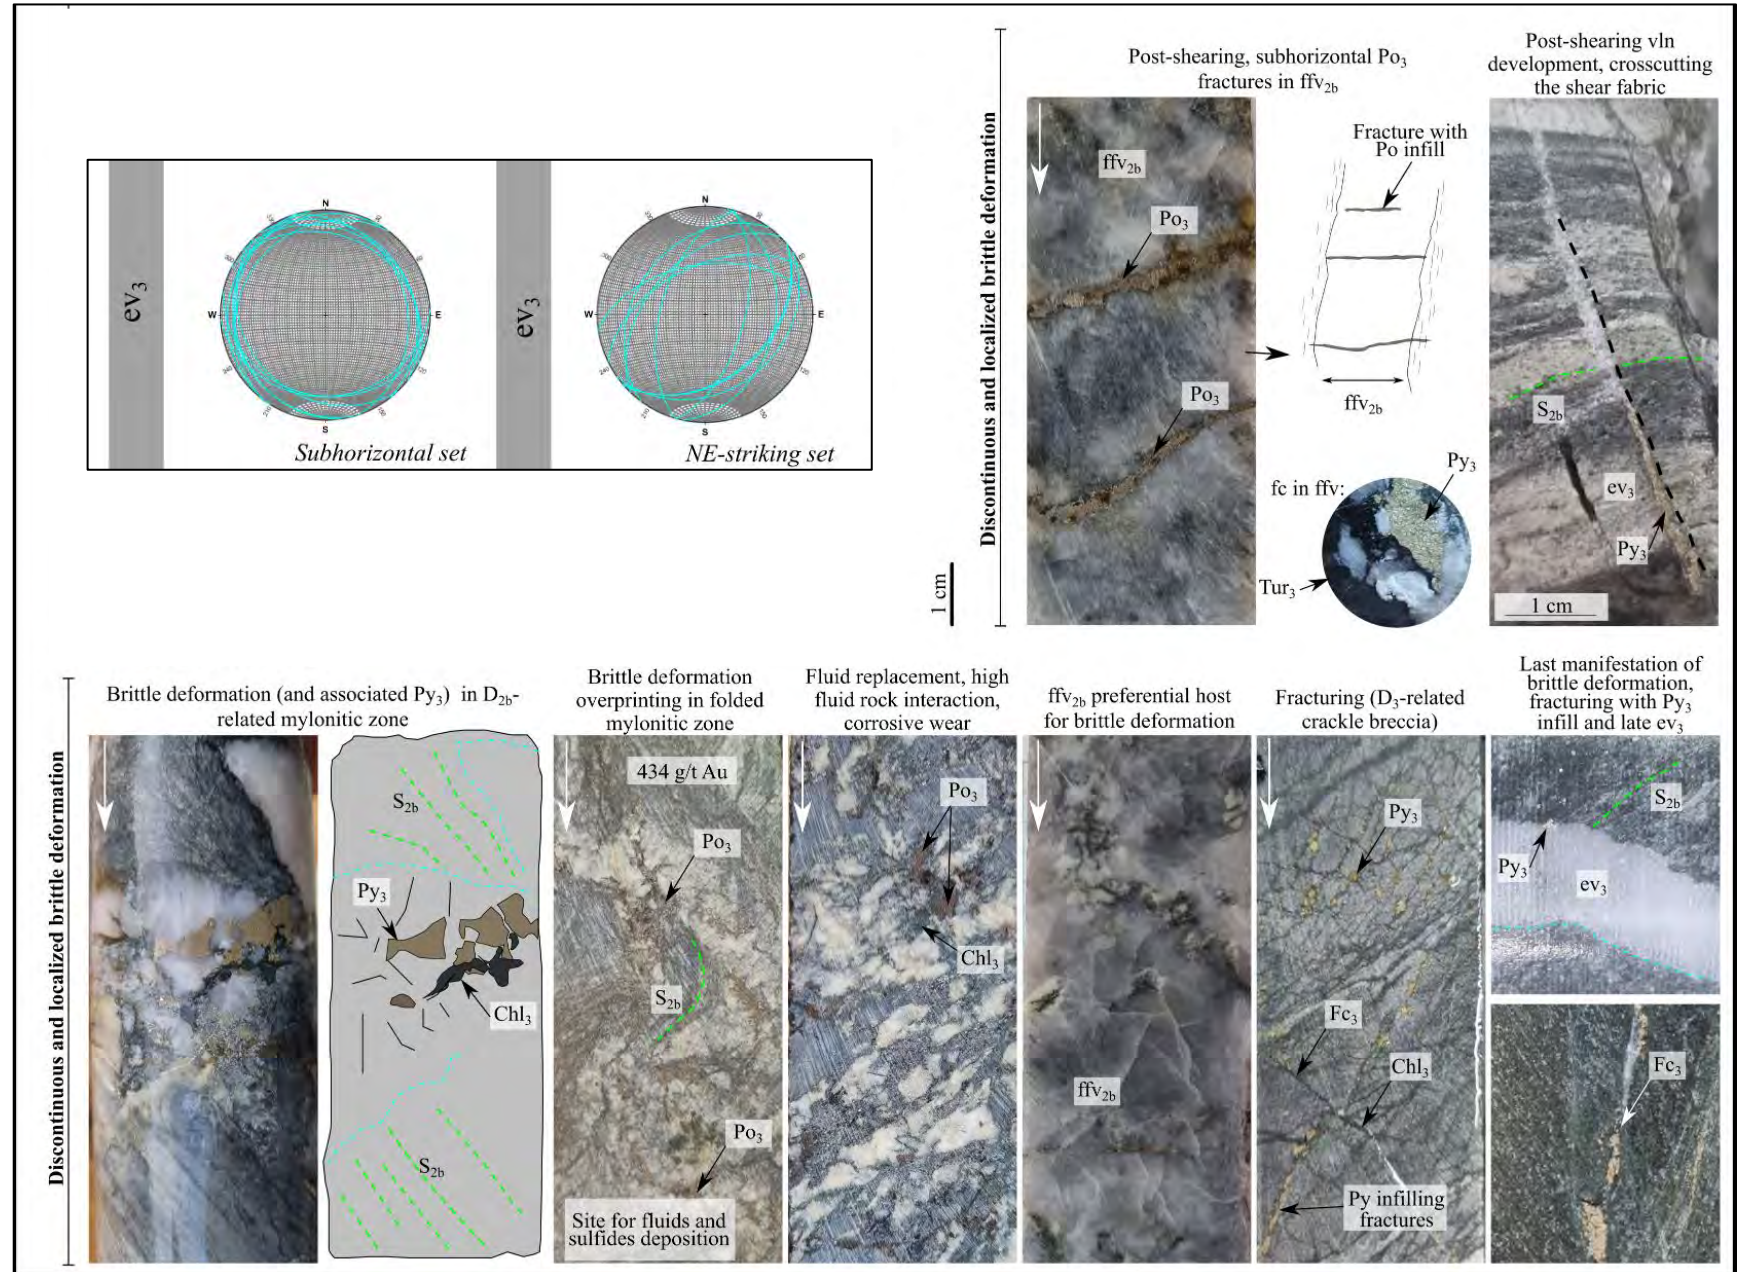 ev3
N
E
S
W
Subhorizontal set
ev3
N
E
S
W
NE-striking set
Discontinuous and localized brittle deformation
1 cm
Post-shearing, subhorizontal Po3
fractures in ffv2b
ffv2b
Po3
Po3
Fracture with
Po infill
ffv2b
fc in ffv:
Py3
Tur3
Post-shearing vln
development, crosscutting
the shear fabric
S2b
ev3
Py3
1 cm
Discontinuous and localized brittle deformation
Brittle deformation (and associated Py3) in D2b-
related mylonitic zone
S2b
Py3
Chl3
S2b
Brittle deformation
overprinting in folded
mylonitic zone
434 g/t Au
Po3
S2b
Po3
Site for fluids and
sulfides deposition
Fluid replacement, high
fluid rock interaction,
corrosive wear
Po3
Chl3
ffv2b preferential host
for brittle deformation
ffv2b
Fracturing (D3-related
crackle breccia)
Py3
Fc3
Chl3
Py infilling
fractures
Last manifestation of
brittle deformation,
fracturing with Py3
infill and late ev3
S2b
Py3
ev3
Fc3